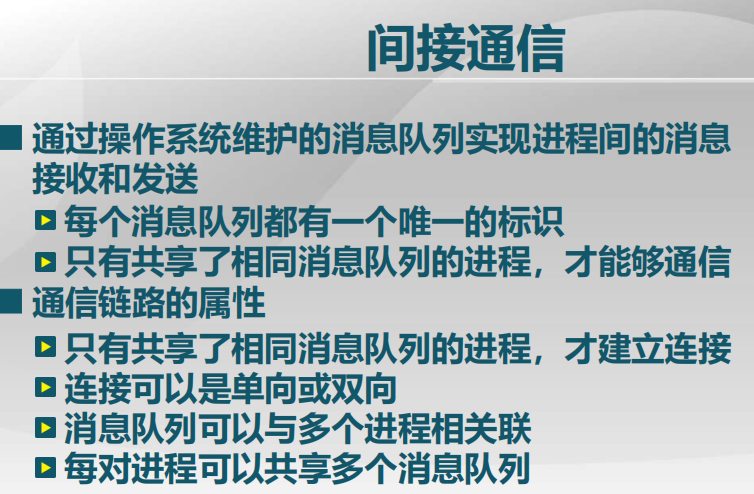 间接通信
通过操作系统维护的消息队列实现进程间的消息
接收和发送
每个消息队列都有一个唯一的标识
只有共享了相同消息队列的进程，才能够通信
通信链路的属性
只有共享了相同消息队列的进程，才建立连接
连接可以是单向或双向
消息队列可以与多个进程相关联
每对进程可以共享多个消息队列